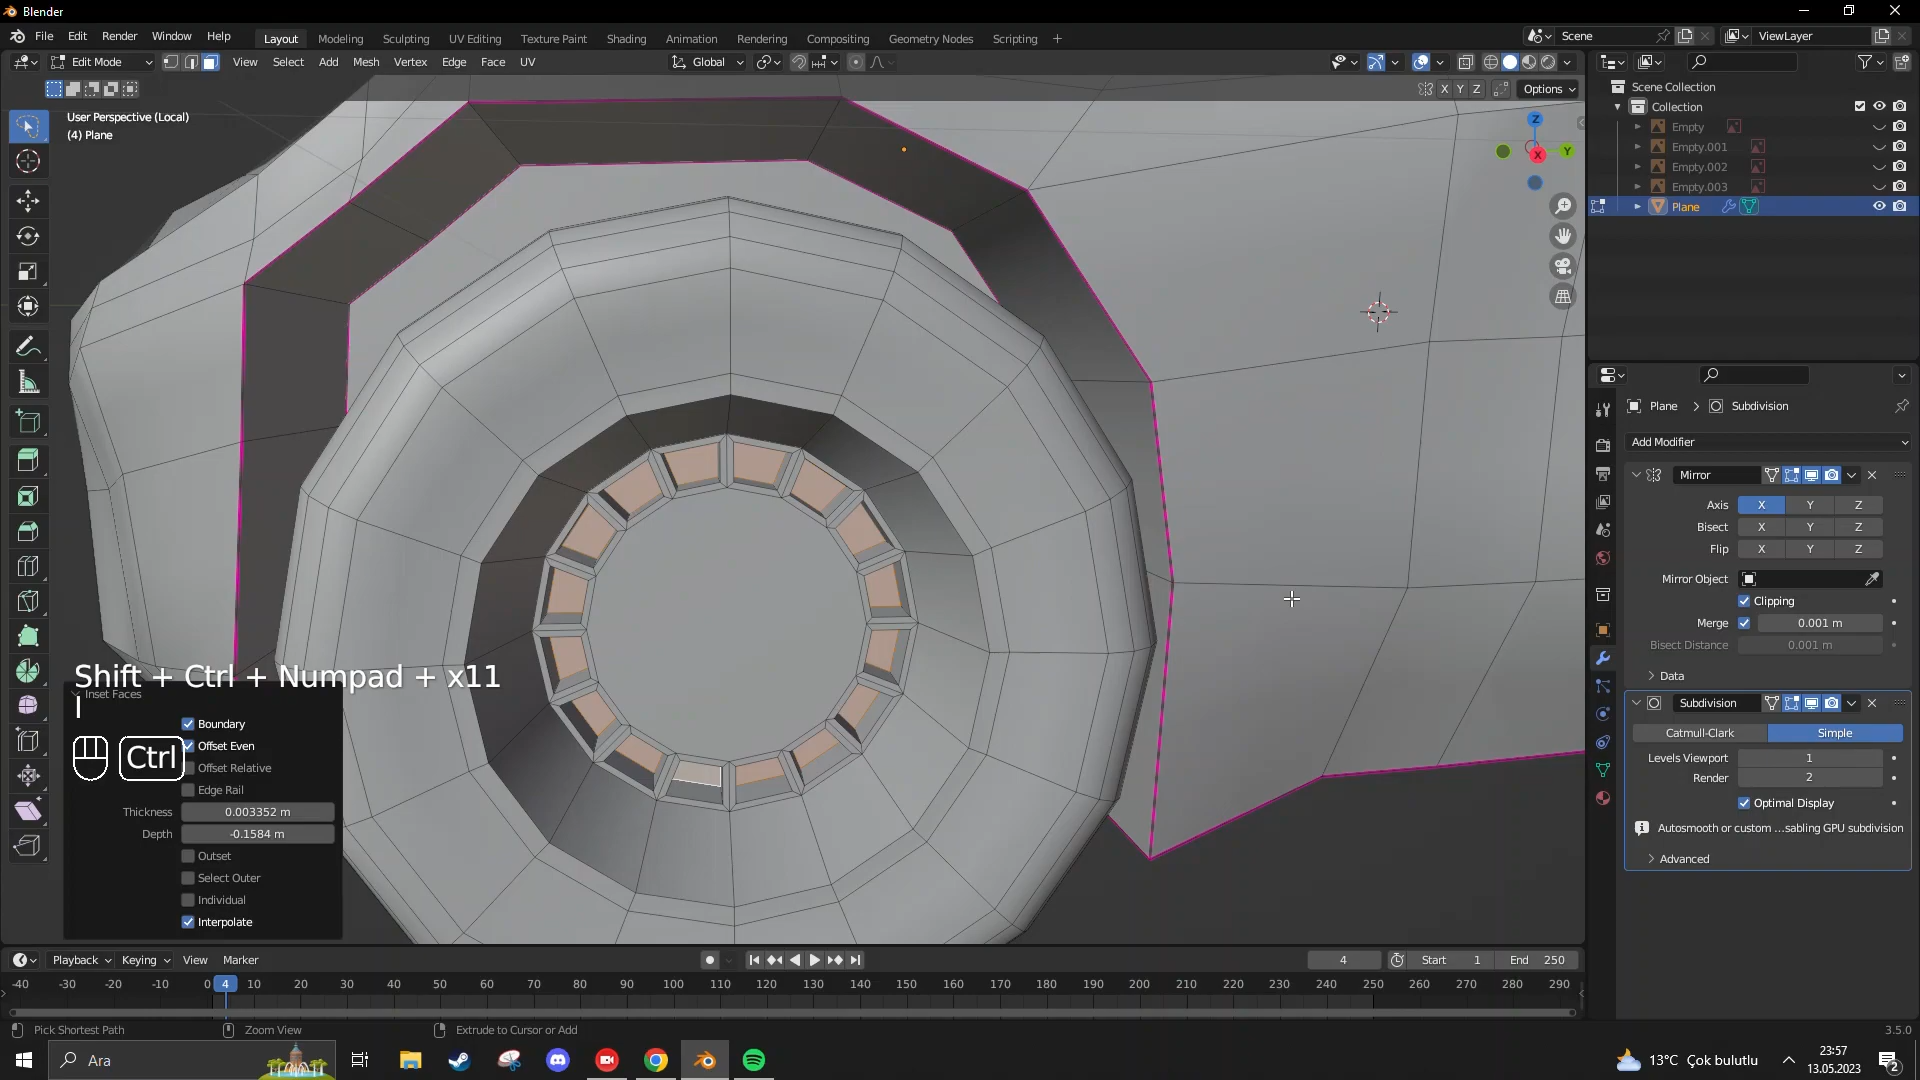 Blender
File Edit Render Window Help
Layout Modeling Sculpting UV Editing Texture Paint Shading Animation Rendering Compositing Geometry Nodes Scripting +
Scene
ViewLayer
Edit Mode
View Select Add Mesh Vertex Edge Face UV
Global
X Y Z
Options
User Perspective (Local)
(4) Plane
Z
Y
X
Scene Collection
Collection
Empty
Empty.001
Empty.002
Empty.003
Plane
Plane > Subdivision
Add Modifier
Mirror
Axis X Y Z
Bisect X Y Z
Flip X Y Z
Mirror Object
Clipping
Merge 0.001 m
Bisect Distance 0.001 m
Data
Subdivision
Catmull-Clark Simple
Levels Viewport 1
Render 2
Optimal Display
Autosmooth or custom ...sabling GPU subdivision
Advanced
Shift + Ctrl + Numpad + x11
I
Ctrl
Inset Faces
Boundary
Offset Even
Offset Relative
Edge Rail
Thickness 0.003352 m
Depth -0.1584 m
Outset
Select Outer
Individual
Interpolate
Playback Keying View Marker
4
Start 1
End 250
-40 -30 -20 -10 0 4 10 20 30 40 50 60 70 80 90 100 110 120 130 140 150 160 170 180 190 200 210 220 230 240 250 260 270 280 290
Pick Shortest Path
Zoom View
Extrude to Cursor or Add
3.5.0
Ara
13°C Çok bulutlu
23:57
13.05.2023
2